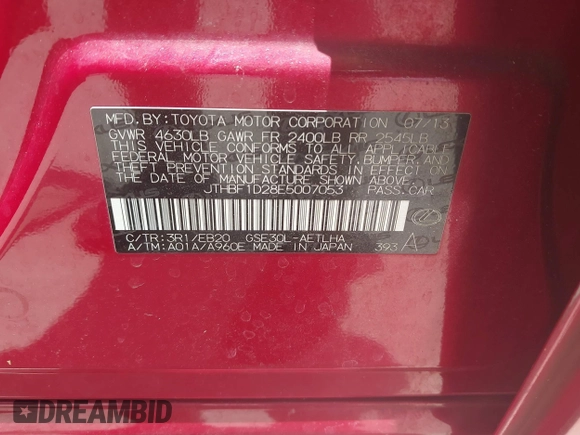 MFD. BY: TOYOTA MOTOR CORPORATION 07/13
GVWR 4630LB GAWR FR 2400LB RR 2545LB
THIS VEHICLE CONFORMS TO ALL APPLICABLE
FEDERAL MOTOR VEHICLE SAFETY, BUMPER, AND
THEFT PREVENTION STANDARDS IN EFFECT ON
THE DATE OF MANUFACTURE SHOWN ABOVE.
JTHBF1D28E5007053 PASS. CAR
C/TR: 3R1/EB20 GSE30L-AETLHA
A/TM: A01A/A960E MADE IN JAPAN 393
DREAMBID